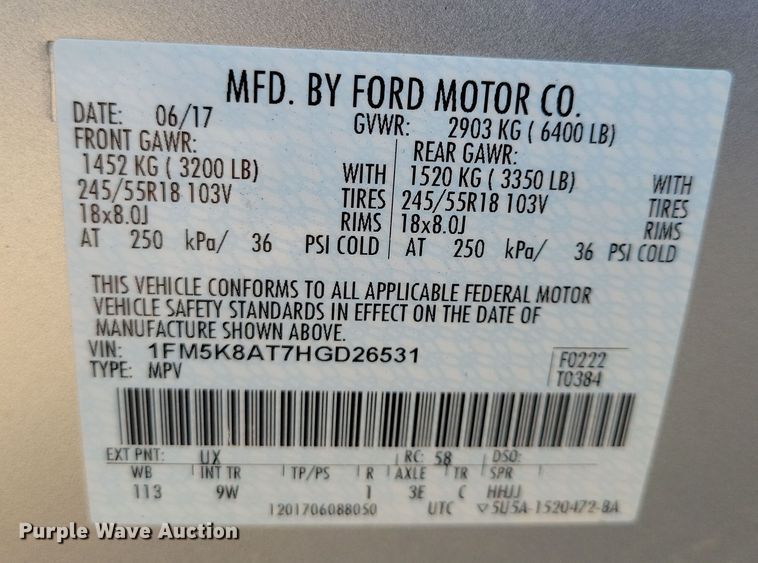 MFD. BY FORD MOTOR CO.
DATE: 06/17 GVWR: 2903 KG ( 6400 LB)
FRONT GAWR: REAR GAWR:
1452 KG ( 3200 LB) WITH 1520 KG ( 3350 LB) WITH
245/55R18 103V TIRES 245/55R18 103V TIRES
18x8.0J RIMS 18x8.0J RIMS
AT 250 kPa/ 36 PSI COLD AT 250 kPa/ 36 PSI COLD
THIS VEHICLE CONFORMS TO ALL APPLICABLE FEDERAL MOTOR
VEHICLE SAFETY STANDARDS IN EFFECT ON THE DATE OF
MANUFACTURE SHOWN ABOVE.
VIN: 1FM5K8AT7HGD26531 F0222
TYPE: MPV T0384
EXT PNT: UX RC: 58 DSO:
WB INT TR TP/PS R AXLE TR SPR
113 9W 1 3E C HHJJ
1201706088050 UTC ▽5U5A-1520472-BA
Purple Wave Auction